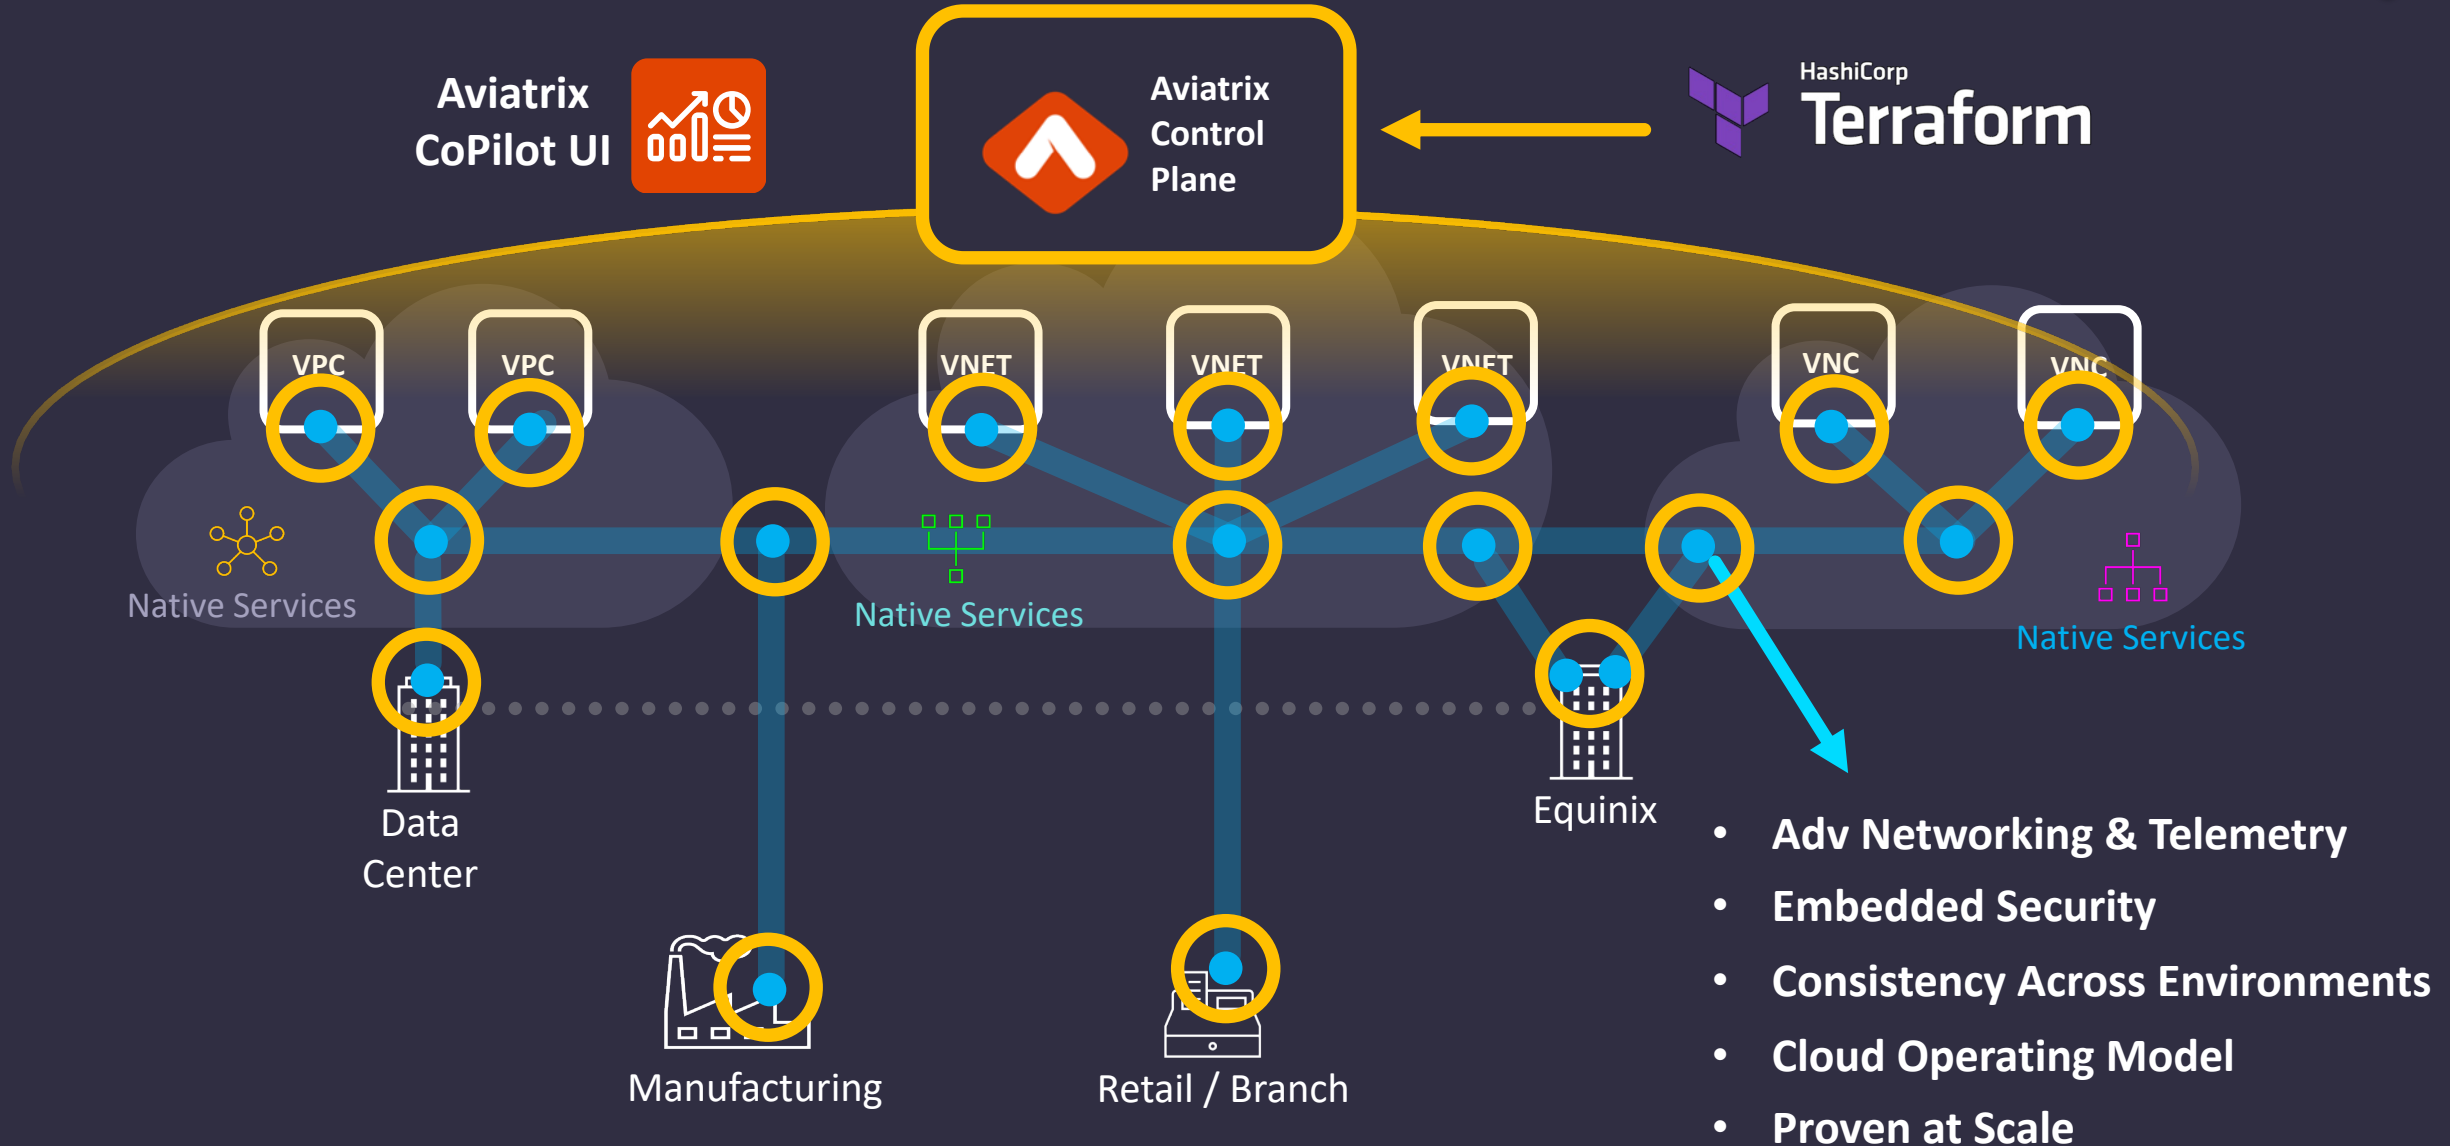 Aviatrix
CoPilot UI
Aviatrix
Control
Plane
HashiCorp
Terraform
VPC
VPC
VNET
VNET
VNET
VNC
VNC
Native Services
Native Services
Native Services
Data
Center
Equinix
Manufacturing
Retail / Branch
• Adv Networking & Telemetry
• Embedded Security
• Consistency Across Environments
• Cloud Operating Model
• Proven at Scale